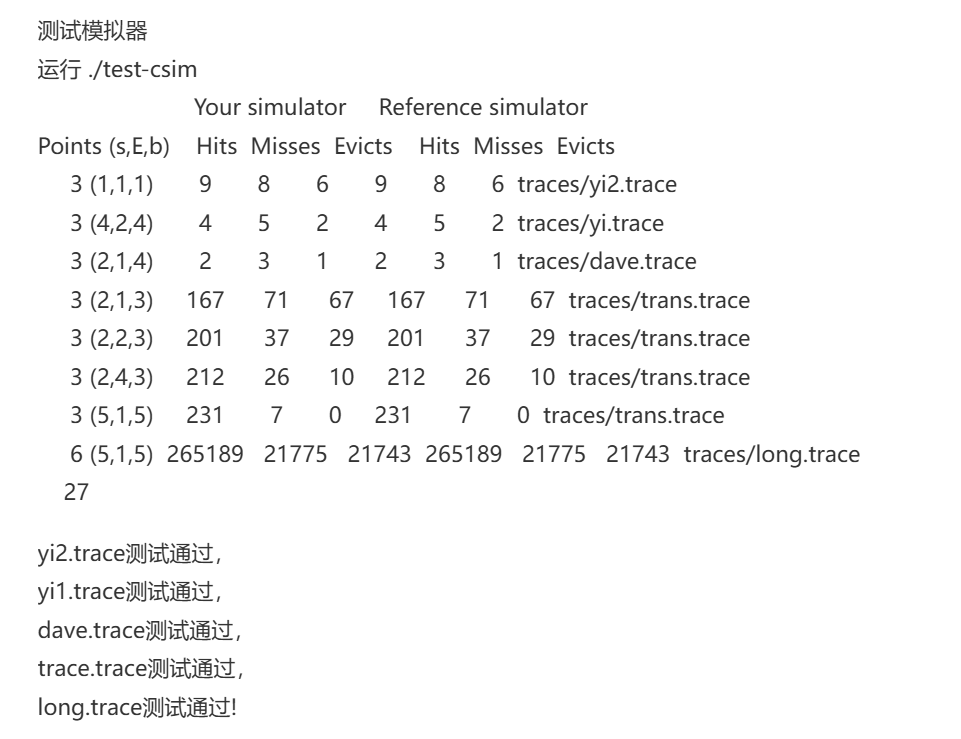 测试模拟器
运行 ./test-csim
Your simulator Reference simulator
Points (s,E,b) Hits Misses Evicts Hits Misses Evicts
3 (1,1,1) 9 8 6 9 8 6 traces/yi2.trace
3 (4,2,4) 4 5 2 4 5 2 traces/yi.trace
3 (2,1,4) 2 3 1 2 3 1 traces/dave.trace
3 (2,1,3) 167 71 67 167 71 67 traces/trans.trace
3 (2,2,3) 201 37 29 201 37 29 traces/trans.trace
3 (2,4,3) 212 26 10 212 26 10 traces/trans.trace
3 (5,1,5) 231 7 0 231 7 0 traces/trans.trace
6 (5,1,5) 265189 21775 21743 265189 21775 21743 traces/long.trace
27
yi2.trace测试通过，
yi1.trace测试通过，
dave.trace测试通过，
trace.trace测试通过，
long.trace测试通过!